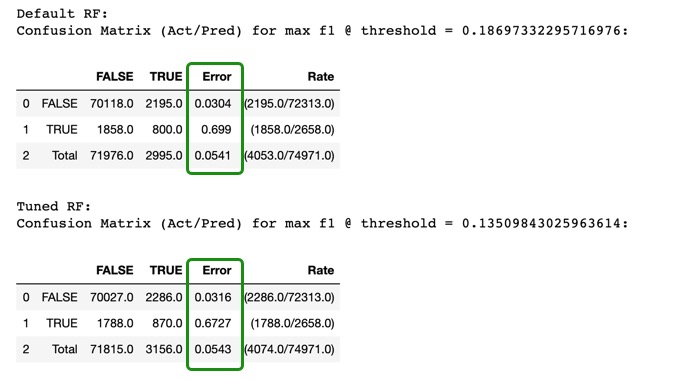 Default RF:
Confusion Matrix (Act/Pred) for max f1 @ threshold = 0.18697332295716976:
FALSE TRUE Error Rate
0 FALSE 70118.0 2195.0 0.0304 (2195.0/72313.0)
1 TRUE 1858.0 800.0 0.699 (1858.0/2658.0)
2 Total 71976.0 2995.0 0.0541 (4053.0/74971.0)
Tuned RF:
Confusion Matrix (Act/Pred) for max f1 @ threshold = 0.13509843025963614:
FALSE TRUE Error Rate
0 FALSE 70027.0 2286.0 0.0316 (2286.0/72313.0)
1 TRUE 1788.0 870.0 0.6727 (1788.0/2658.0)
2 Total 71815.0 3156.0 0.0543 (4074.0/74971.0)